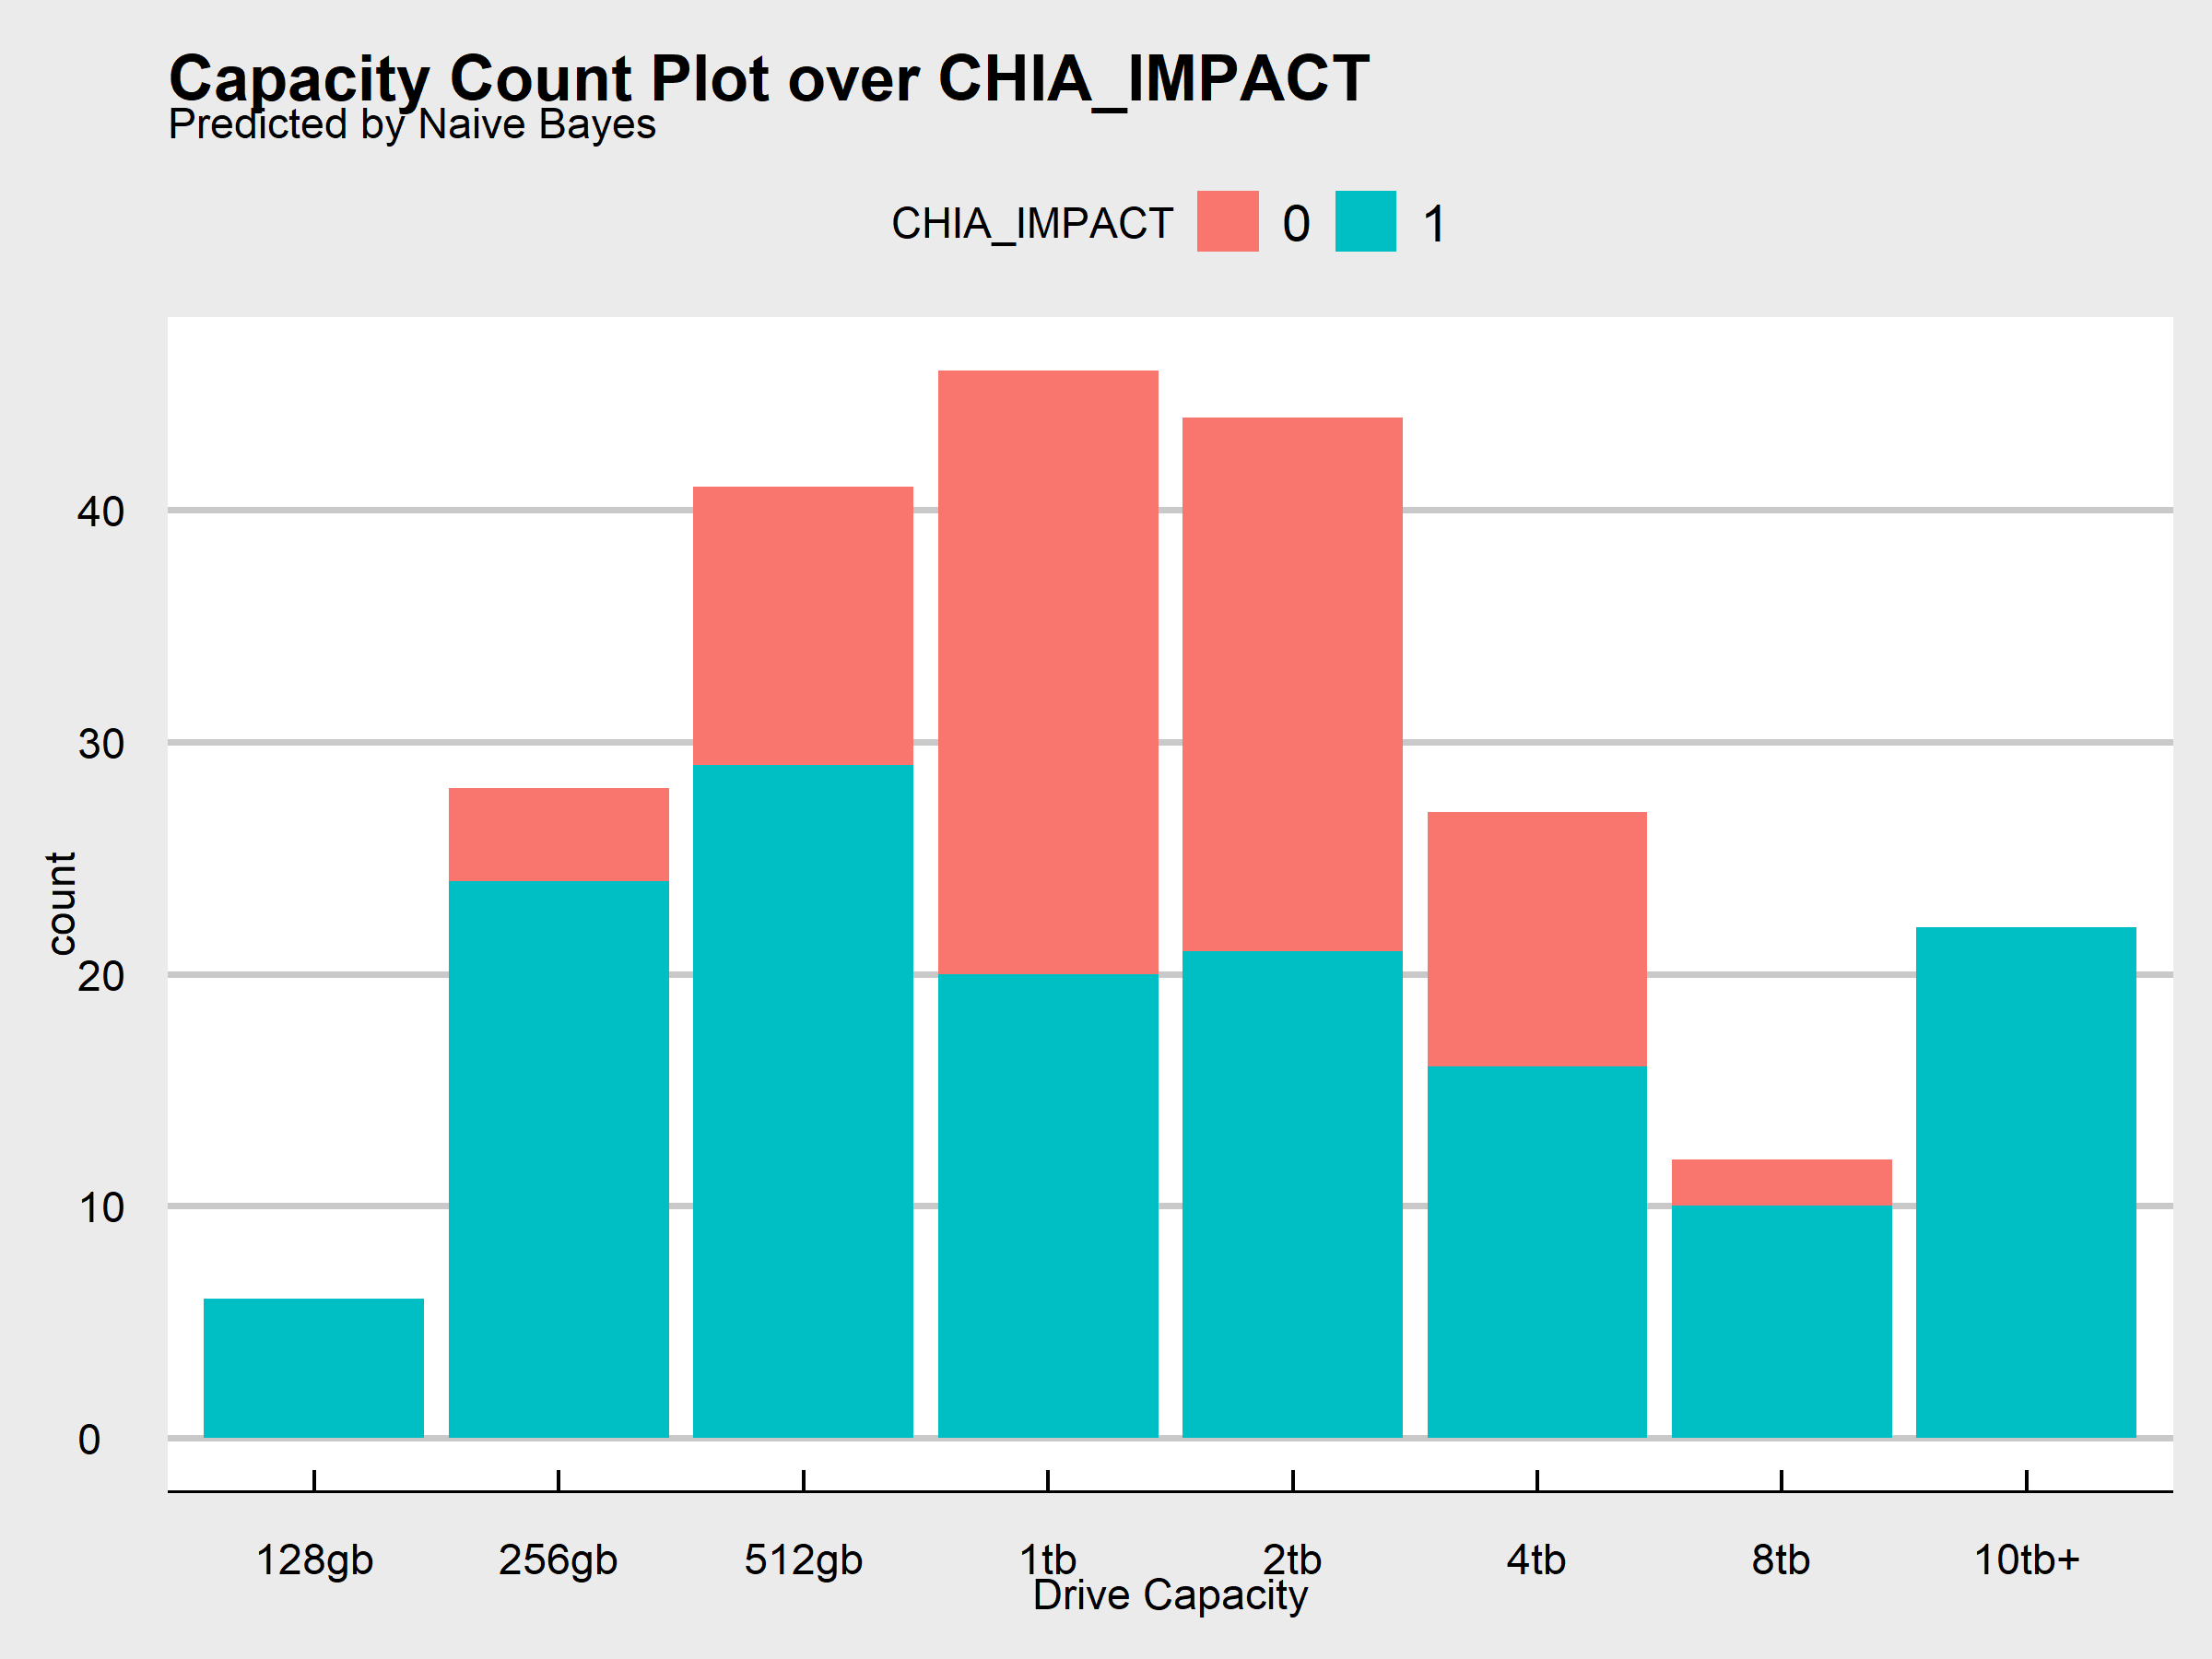 Capacity Count Plot over CHIA_IMPACT
Predicted by Naive Bayes
CHIA_IMPACT 0 1
count
40
30
20
10
0
128gb 256gb 512gb 1tb 2tb 4tb 8tb 10tb+
Drive Capacity